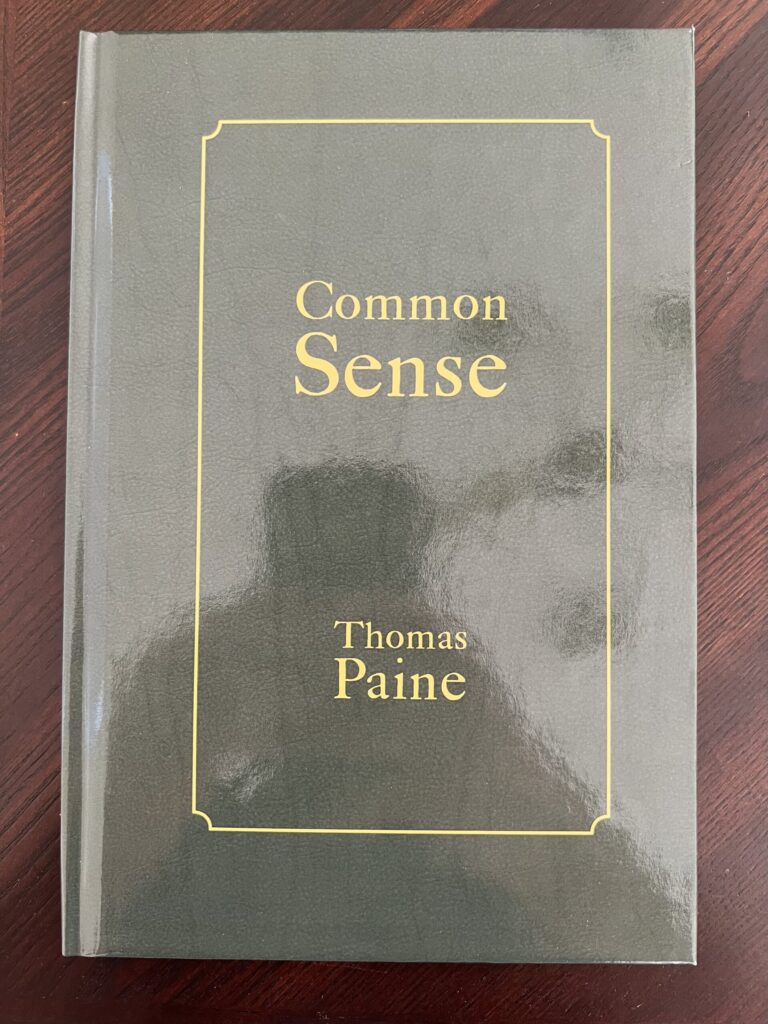 Common
Sense
Thomas
Paine